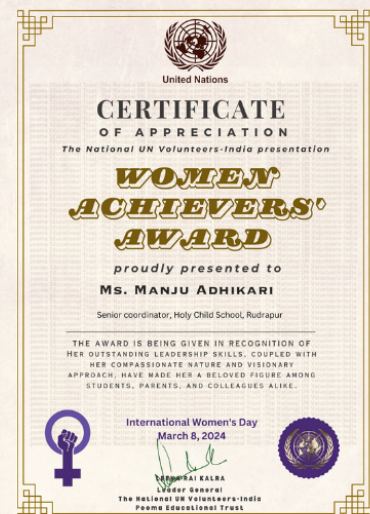 United Nations
CERTIFICATE
OF APPRECIATION
The National UN Volunteers-India presentation
WOMEN
ACHIEVERS'
AWARD
proudly presented to
MS. MANJU ADHIKARI
Senior coordinator, Holy Child School, Rudrapur
THE AWARD IS BEING GIVEN IN RECOGNITION OF
HER OUTSTANDING LEADERSHIP SKILLS, COUPLED WITH
HER COMPASSIONATE NATURE AND VISIONARY
APPROACH, HAVE MADE HER A BELOVED FIGURE AMONG
STUDENTS, PARENTS, AND COLLEAGUES ALIKE.
International Women's Day
March 8, 2024
RAI KALRA
Leader General
The National UN Volunteers-India
Poema Educational Trust